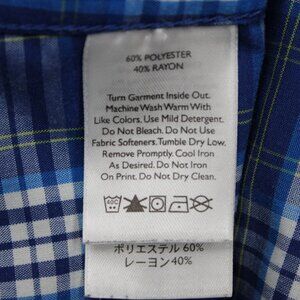 60% POLYESTER
40% RAYON
Turn Garment Inside Out.
Machine Wash Warm With
Like Colors. Use Mild Detergent.
Do Not Bleach. Do Not Use
Fabric Softeners. Tumble Dry Low.
Remove Promptly. Cool Iron
As Desired. Do Not Iron
On Print. Do Not Dry Clean.
ポリエステル 60%
レーヨン 40%